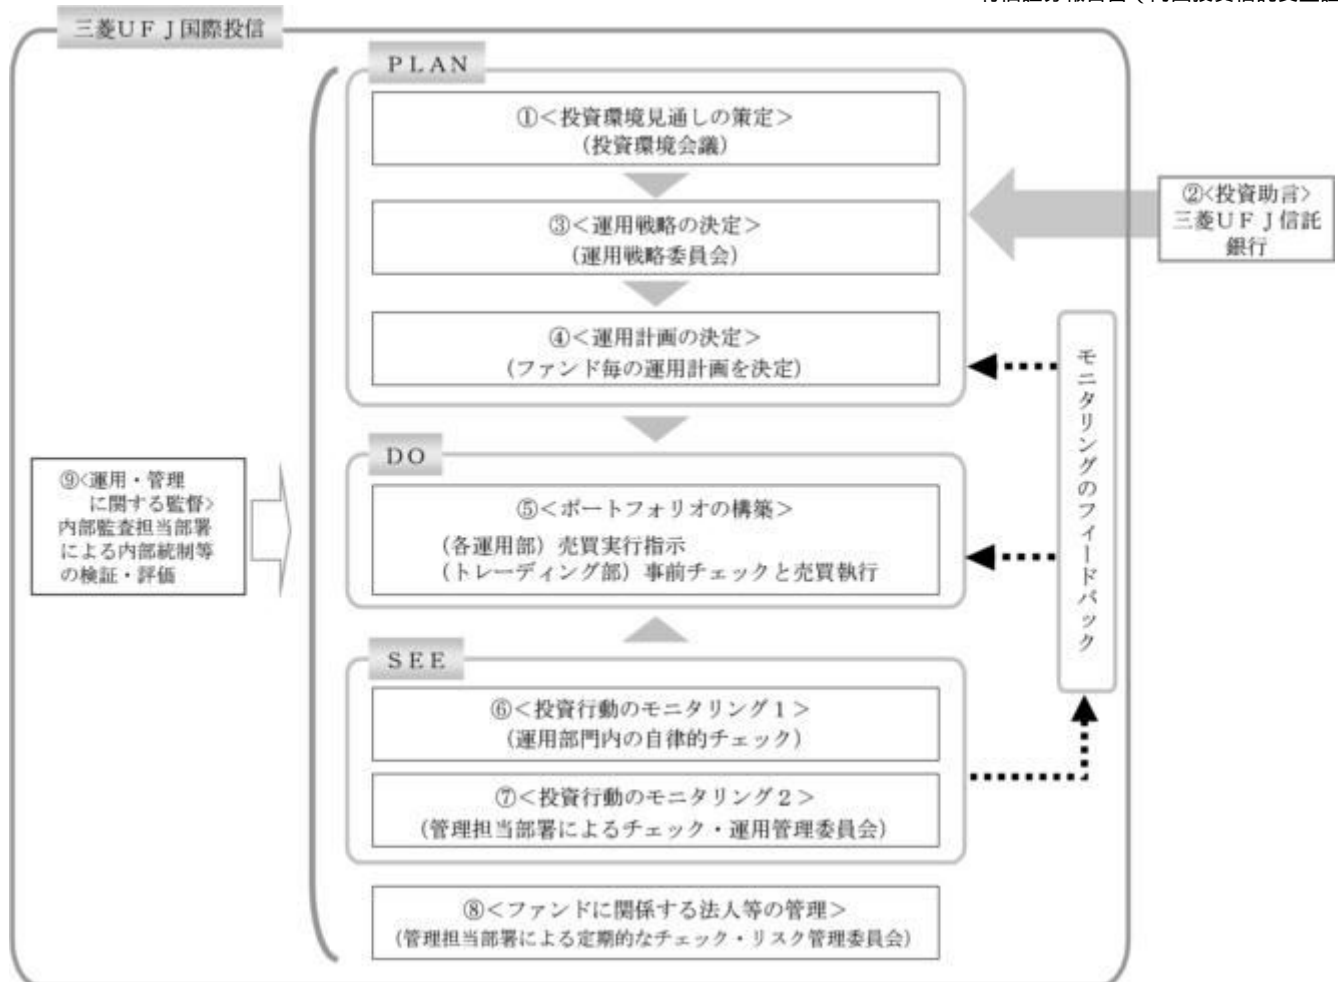 三菱ＵＦＪ国際投信
ＰＬＡＮ
①＜投資環境見通しの策定＞
（投資環境会議）
②<投資助言>
三菱ＵＦＪ信託
銀行
③＜運用戦略の決定＞
（運用戦略委員会）
④＜運用計画の決定＞
（ファンド毎の運用計画を決定）
モニタリングのフィードバック
ＤＯ
⑤＜ポートフォリオの構築＞
（各運用部）売買実行指示
（トレーディング部）事前チェックと売買執行
⑨<運用・管理
に関する監督>
内部監査担当部署
による内部統制等
の検証・評価
ＳＥＥ
⑥＜投資行動のモニタリング１＞
（運用部門内の自律的チェック）
⑦＜投資行動のモニタリング２＞
（管理担当部署によるチェック・運用管理委員会）
⑧＜ファンドに関係する法人等の管理＞
（管理担当部署による定期的なチェック・リスク管理委員会）